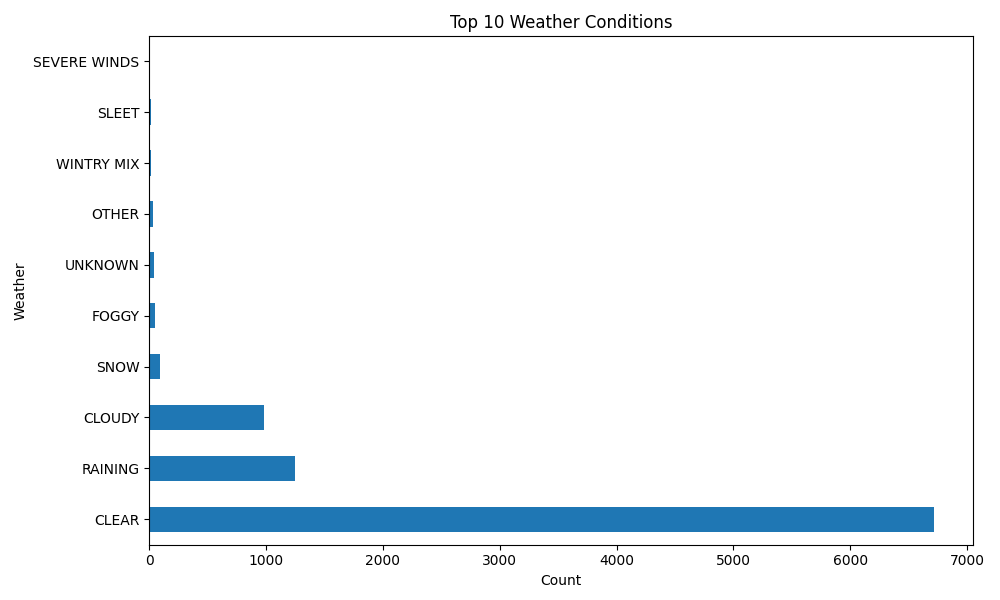 Top 10 Weather Conditions
Weather
SEVERE WINDS
SLEET
WINTRY MIX
OTHER
UNKNOWN
FOGGY
SNOW
CLOUDY
RAINING
CLEAR
0 1000 2000 3000 4000 5000 6000 7000
Count